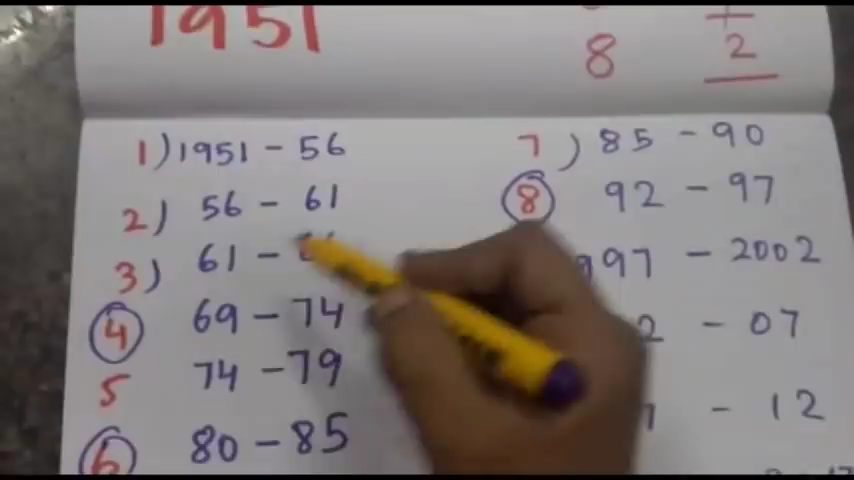 1951
8
+
2
1) 1951 - 56
2) 56 - 61
3) 61 -
4 69 - 74
5 74 - 79
6 80 - 85
7) 85 - 90
8 92 - 97
997 - 2002
2 - 07
- 12